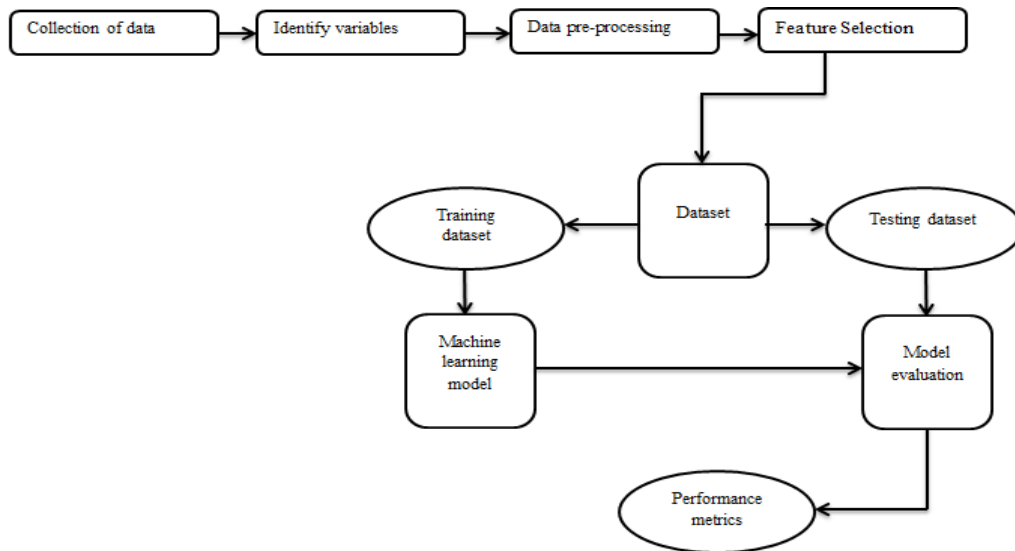 Collection of data
Identify variables
Data pre-processing
Feature Selection
Training
dataset
Dataset
Testing dataset
Machine
learning
model
Model
evaluation
Performance
metrics